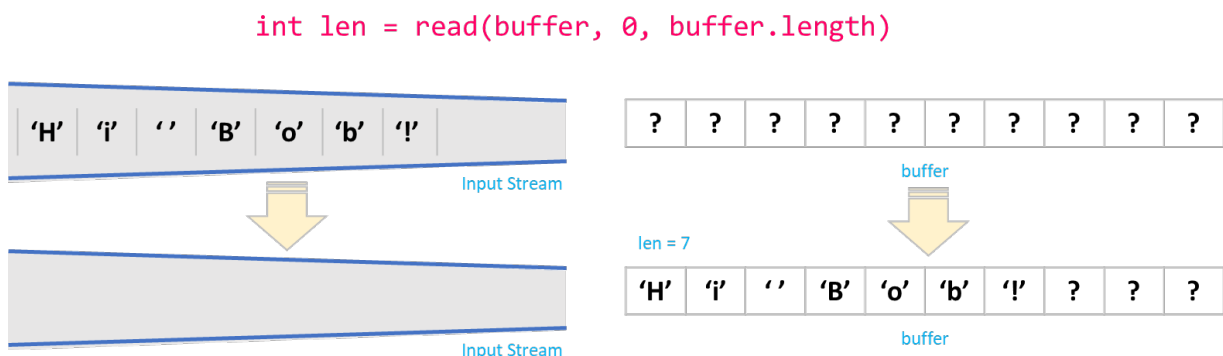 int len = read(buffer, 0, buffer.length)
‘H’ ‘i’ ‘ ’ ‘B’ ‘o’ ‘b’ ‘!’
Input Stream
? ? ? ? ? ? ? ? ? ?
buffer
len = 7
Input Stream
‘H’ ‘i’ ‘ ’ ‘B’ ‘o’ ‘b’ ‘!’ ? ? ?
buffer